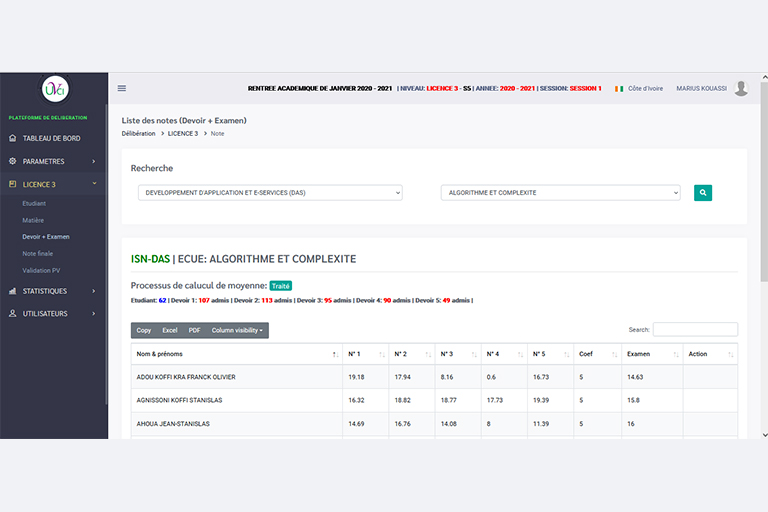 UVCI
RENTREE ACADEMIQUE DE JANVIER 2020 - 2021 | NIVEAU: LICENCE 3 - S5 | ANNEE: 2020 - 2021 | SESSION: SESSION 1
Côte d'Ivoire
MARIUS KOUASSI
PLATEFORME DE DELIBERATION
TABLEAU DE BORD
PARAMETRES
LICENCE 3
Etudiant
Matière
Devoir + Examen
Note finale
Validation PV
STATISTIQUES
UTILISATEURS
Liste des notes (Devoir + Examen)
Délibération > LICENCE 3 > Note
Recherche
DEVELOPPEMENT D'APPLICATION ET E-SERVICES (DAS)
ALGORITHME ET COMPLEXITE
ISN-DAS | ECUE: ALGORITHME ET COMPLEXITE
Processus de calucul de moyenne: Traité
Etudiant: 62 | Devoir 1: 107 admis | Devoir 2: 113 admis | Devoir 3: 95 admis | Devoir 4: 90 admis | Devoir 5: 49 admis |
Copy Excel PDF Column visibility
Search:
Nom & prénoms N° 1 N° 2 N° 3 N° 4 N° 5 Coef Examen Action
ADOU KOFFI KRA FRANCK OLIVIER 19.18 17.94 8.16 0.6 16.73 5 14.63
AGNISSONI KOFFI STANISLAS 16.32 18.82 18.77 17.73 19.39 5 15.8
AHOUA JEAN-STANISLAS 14.69 16.76 14.08 8 11.39 5 16